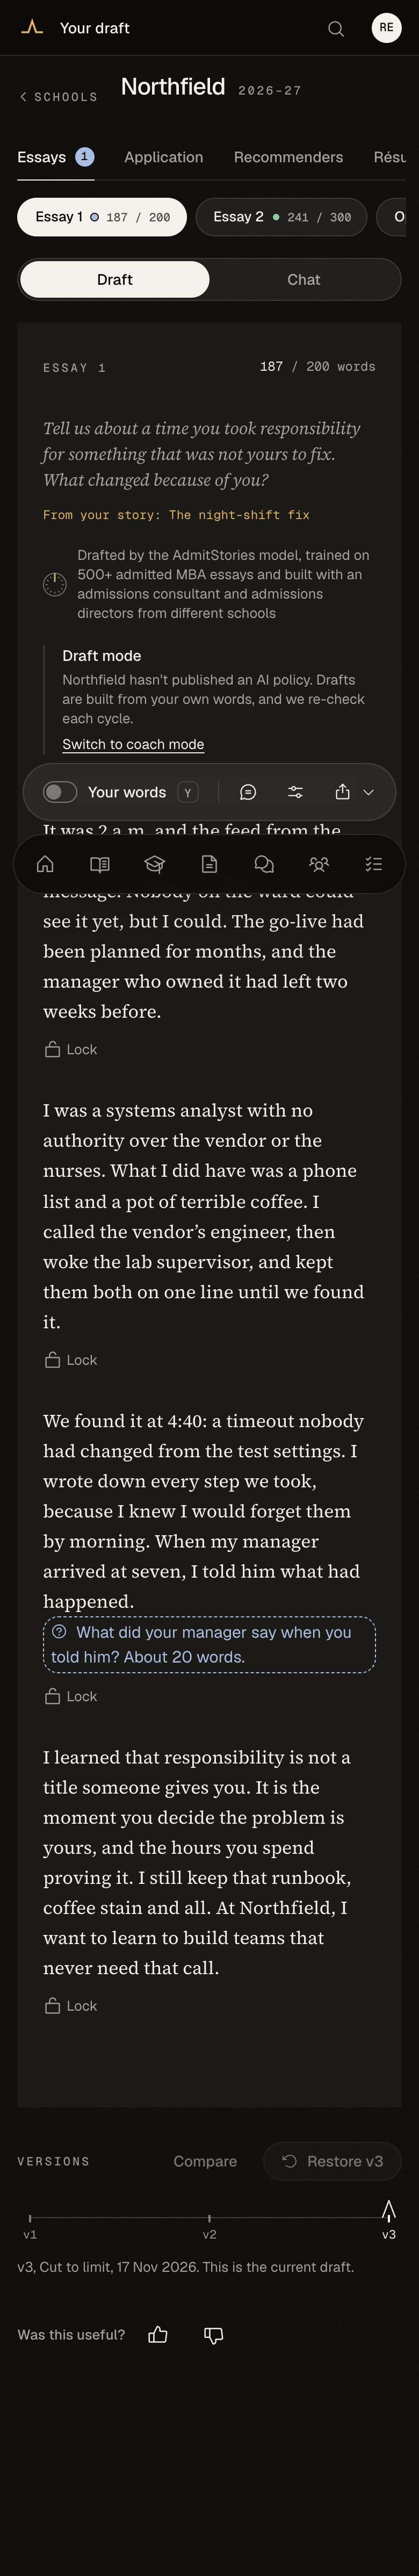 Your draft
RE
SCHOOLS
Northfield 2026–27
Essays 1 Application Recommenders Résu
Essay 1 187 / 200 Essay 2 241 / 300 O
Draft Chat
ESSAY 1 187 / 200 words
Tell us about a time you took responsibility
for something that was not yours to fix.
What changed because of you?
From your story: The night-shift fix
Drafted by the AdmitStories model, trained on
500+ admitted MBA essays and built with an
admissions consultant and admissions
directors from different schools
Draft mode
Northfield hasn't published an AI policy. Drafts
are built from your own words, and we re-check
each cycle.
Switch to coach mode
Your words Y
It was 2 a.m. and the feed from the
message. Nobody on the ward could
see it yet, but I could. The go-live had
been planned for months, and the
manager who owned it had left two
weeks before.
Lock
I was a systems analyst with no
authority over the vendor or the
nurses. What I did have was a phone
list and a pot of terrible coffee. I
called the vendor’s engineer, then
woke the lab supervisor, and kept
them both on one line until we found
it.
Lock
We found it at 4:40: a timeout nobody
had changed from the test settings. I
wrote down every step we took,
because I knew I would forget them
by morning. When my manager
arrived at seven, I told him what had
happened.
What did your manager say when you
told him? About 20 words.
Lock
I learned that responsibility is not a
title someone gives you. It is the
moment you decide the problem is
yours, and the hours you spend
proving it. I still keep that runbook,
coffee stain and all. At Northfield, I
want to learn to build teams that
never need that call.
Lock
VERSIONS Compare Restore v3
v1 v2 v3
v3, Cut to limit, 17 Nov 2026. This is the current draft.
Was this useful?